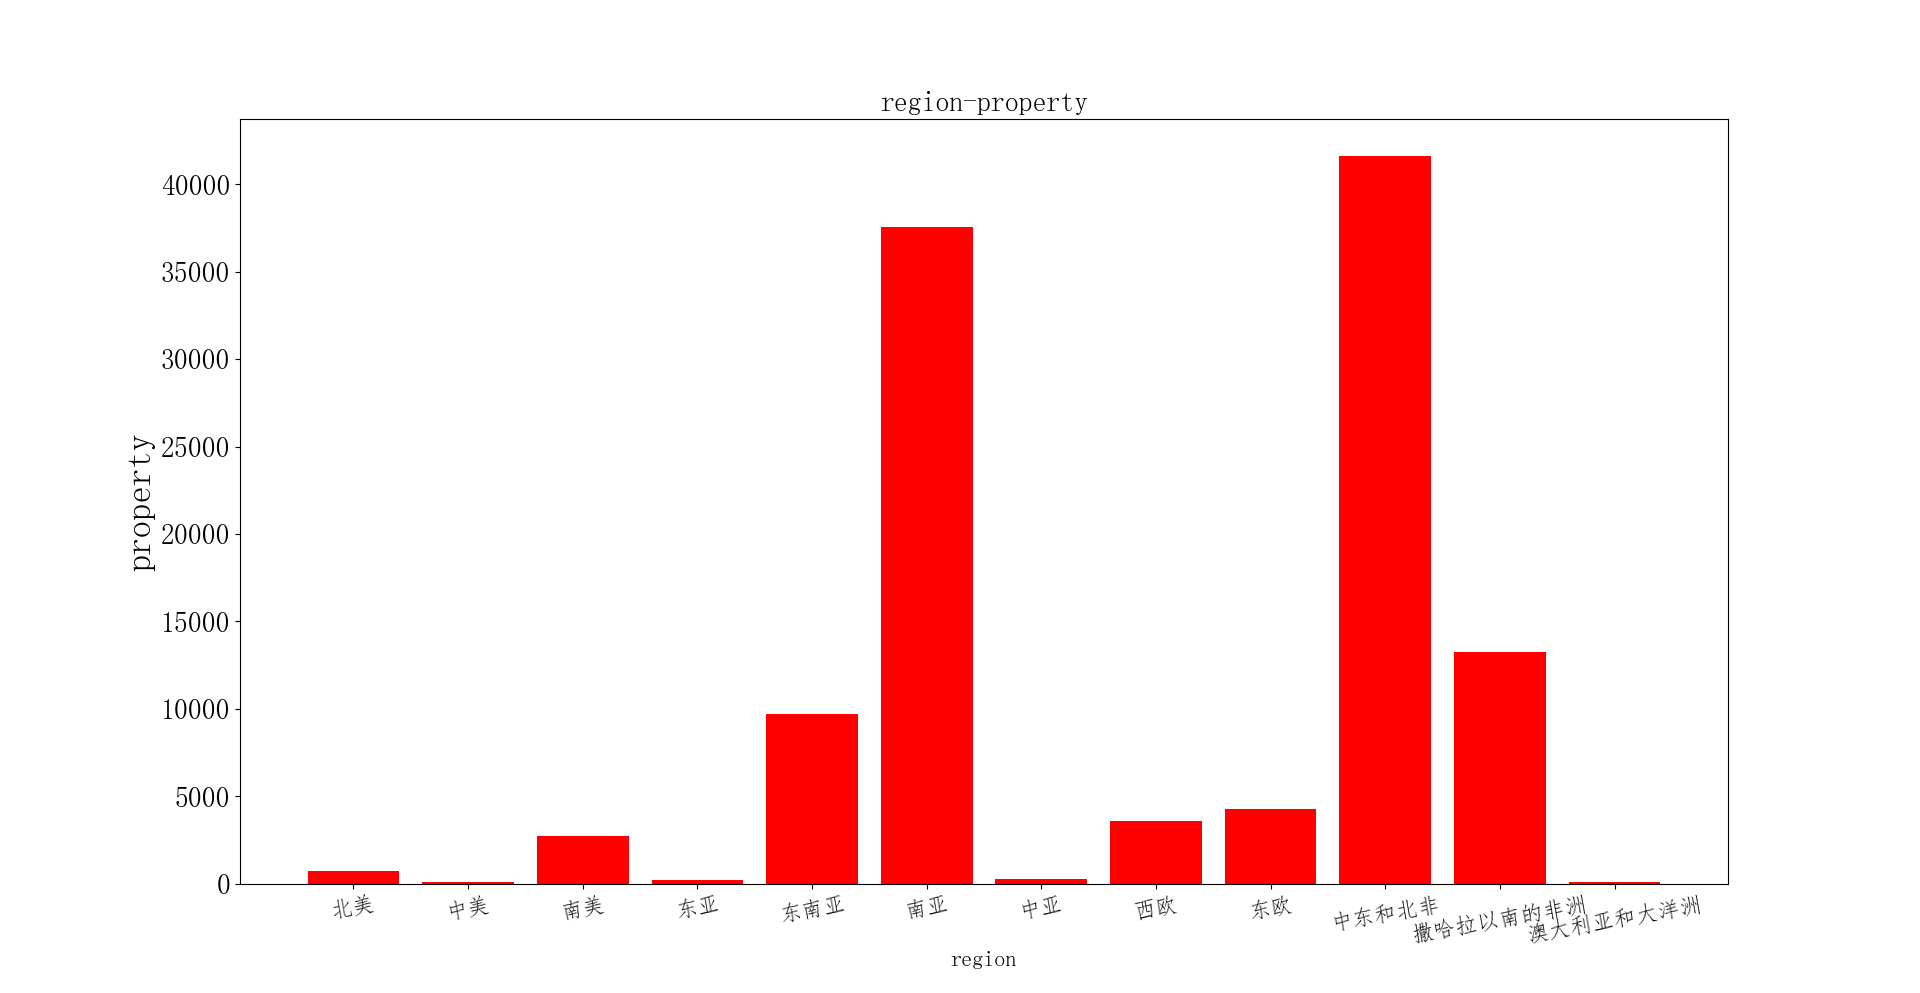 region-property
property
40000
35000
30000
25000
20000
15000
10000
5000
0
北美
中美
南美
东亚
东南亚
南亚
中亚
西欧
东欧
中东和北非
撒哈拉以南的非洲
澳大利亚和大洋洲
region